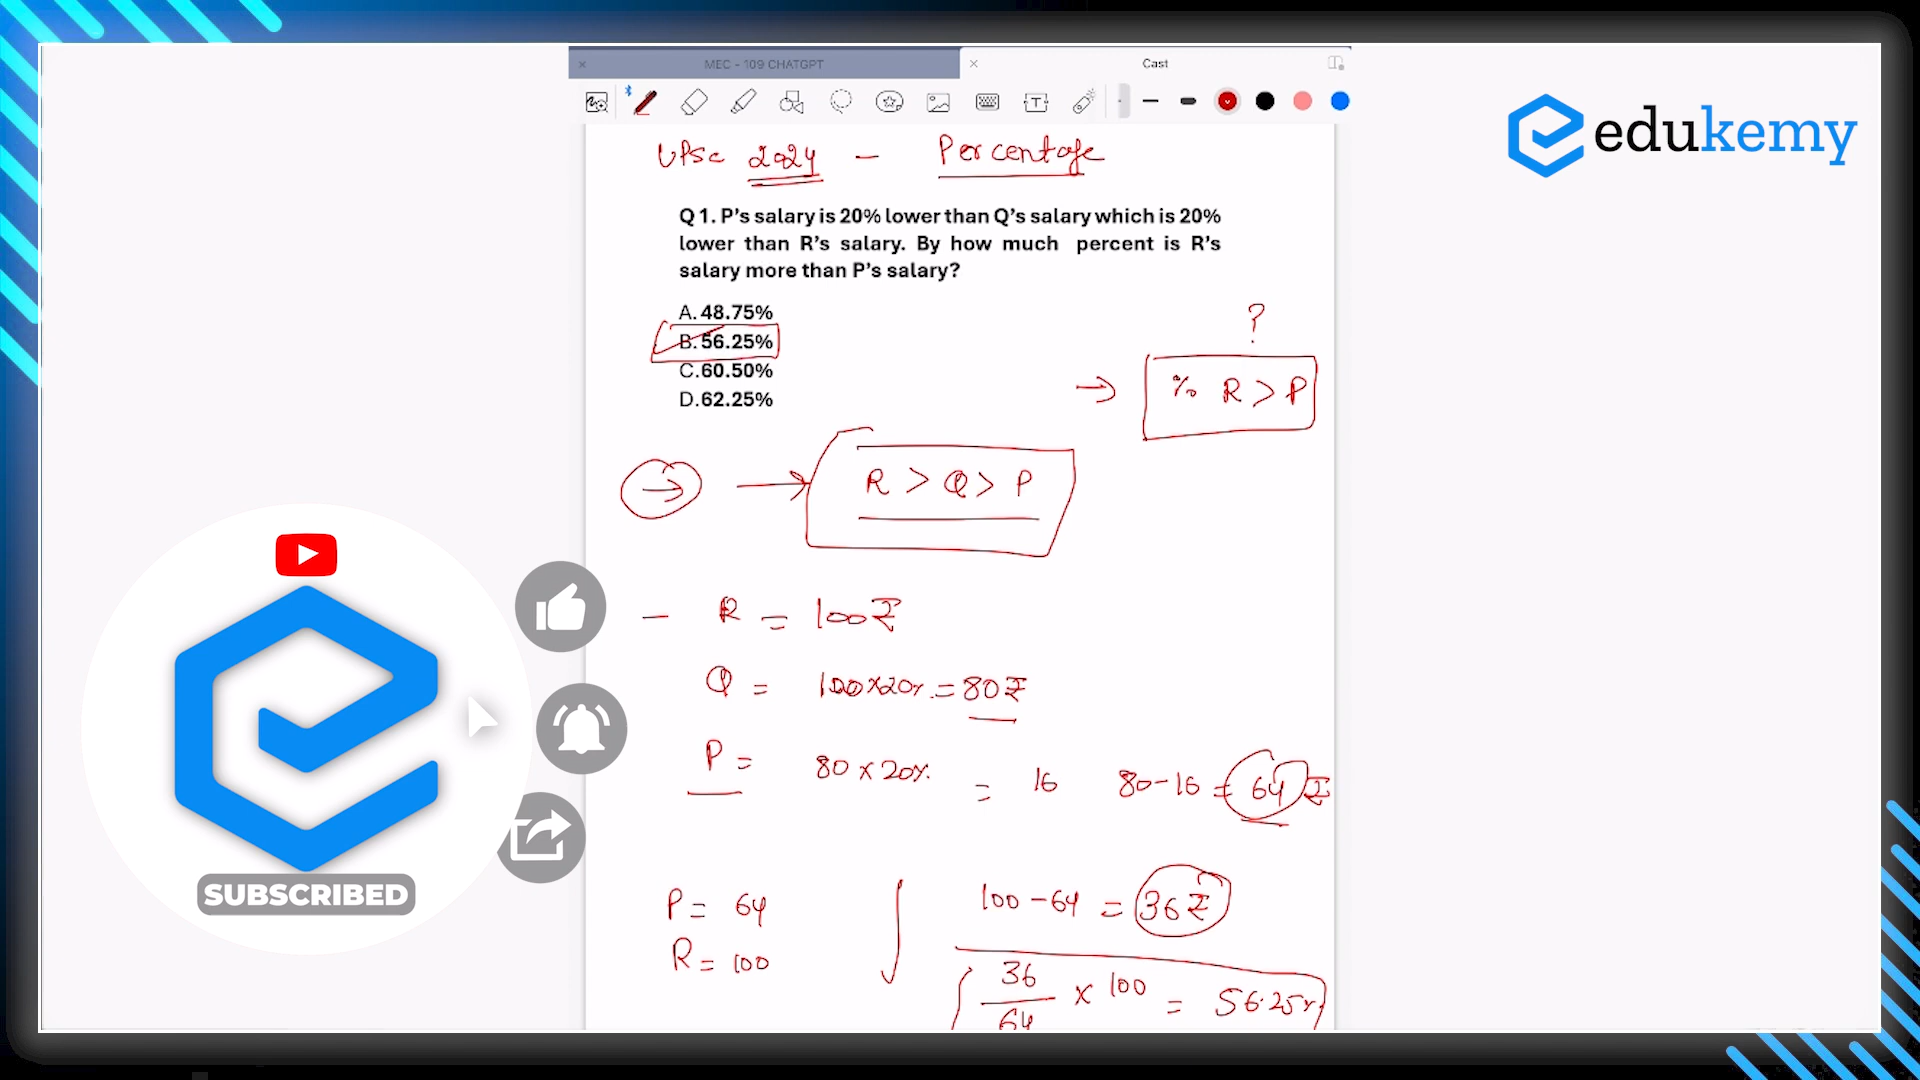 MEC - 109 CHATGPT
Cast
edukemy
UPSC 2024 - Percentage
Q 1. P's salary is 20% lower than Q's salary which is 20%
lower than R's salary. By how much percent is R's
salary more than P's salary?
A. 48.75%
B. 56.25%
C. 60.50%
D. 62.25%
?
→ % R > P
→ → R > Q > P
- R = 100₹
Q = 100×20%. = 80₹
P = 80 × 20%. = 16 80-16 = 64₹
P = 64
R = 100
100 - 64 = 36₹
36/64 × 100 = 56.25%
SUBSCRIBED